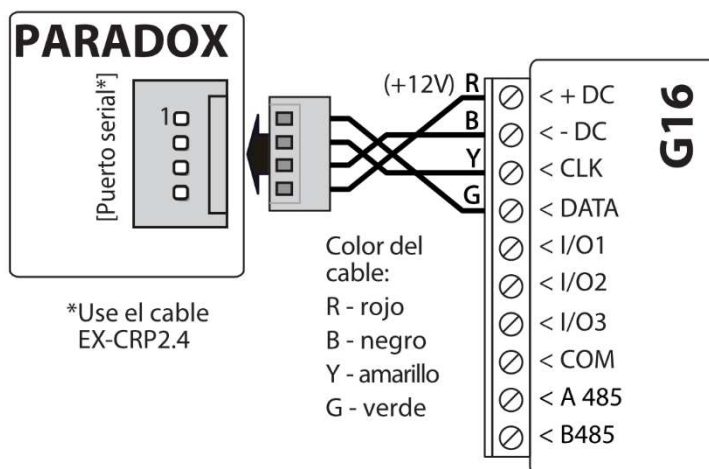 PARADOX
[Puerto serial*]
1
*Use el cable
EX-CRP2.4
(+12V) R
B
Y
G
Color del
cable:
R - rojo
B - negro
Y - amarillo
G - verde
G16
< + DC
< - DC
< CLK
< DATA
< I/O1
< I/O2
< I/O3
< COM
< A 485
< B485